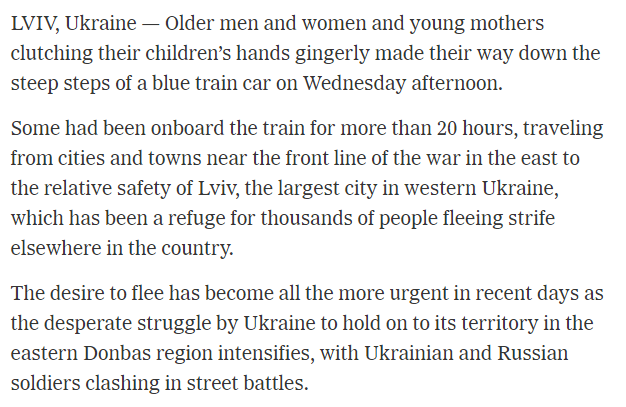 LVIV, Ukraine — Older men and women and young mothers
clutching their children’s hands gingerly made their way down the
steep steps of a blue train car on Wednesday afternoon.
Some had been onboard the train for more than 20 hours, traveling
from cities and towns near the front line of the war in the east to
the relative safety of Lviv, the largest city in western Ukraine,
which has been a refuge for thousands of people fleeing strife
elsewhere in the country.
The desire to flee has become all the more urgent in recent days as
the desperate struggle by Ukraine to hold on to its territory in the
eastern Donbas region intensifies, with Ukrainian and Russian
soldiers clashing in street battles.